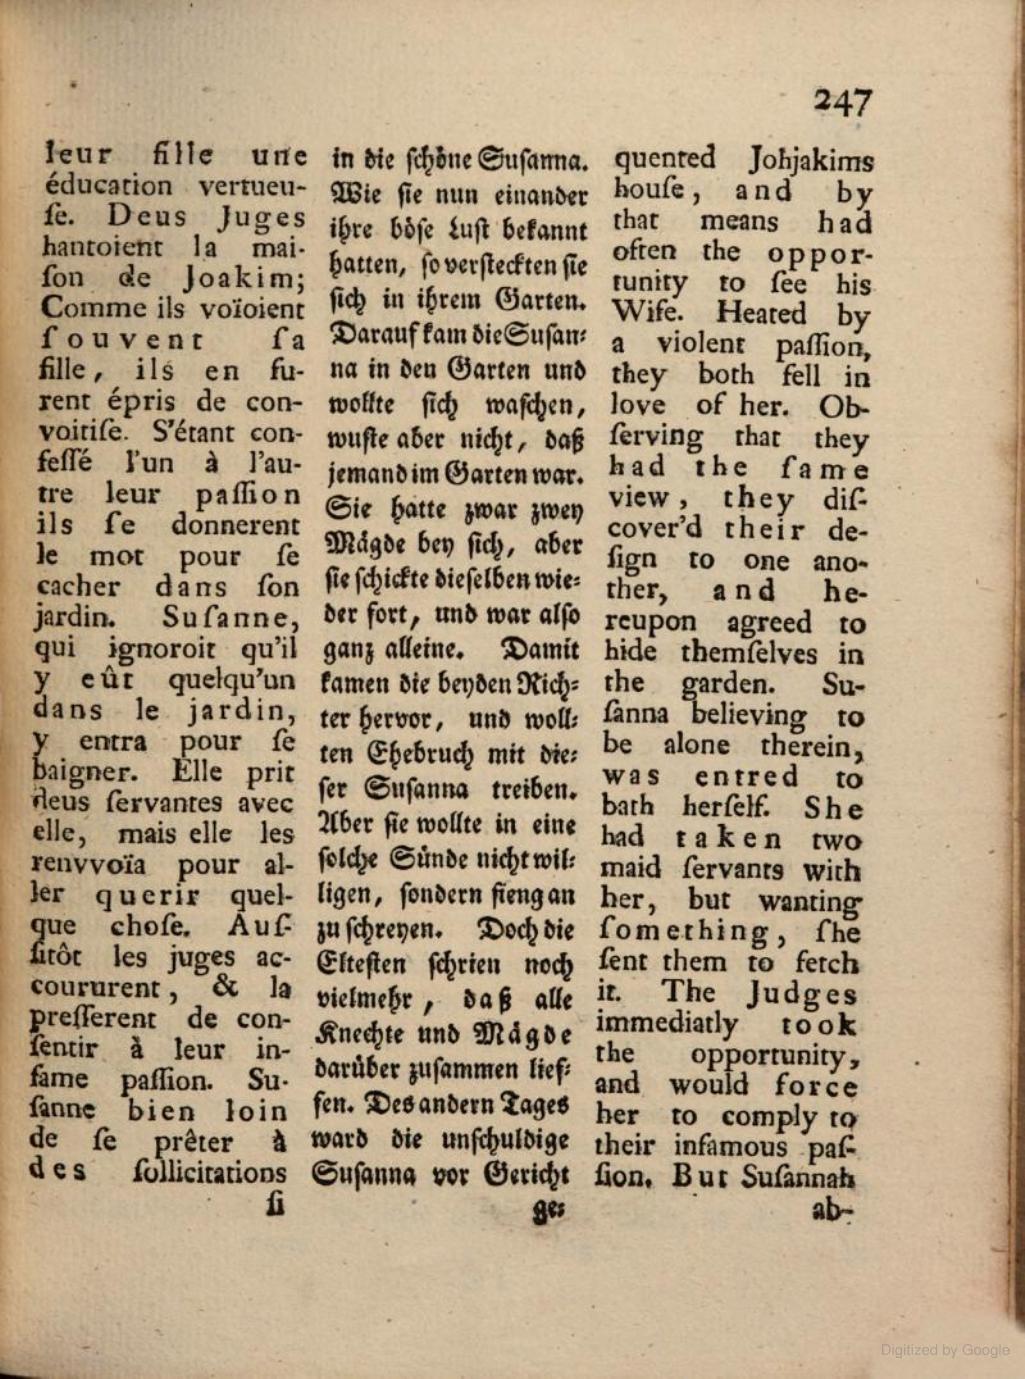 247
leur fille une
éducation vertueu-
ſe. Deus Juges
hantoient la mai-
ſon de Joakim;
Comme ils voïoient
ſouvent ſa
fille, ils en fu-
rent épris de con-
voitiſe. S'étant con-
feſſé l'un à l'au-
tre leur paſſion
ils ſe donnerent
le mot pour ſe
cacher dans ſon
jardin. Suſanne,
qui ignoroit qu'il
y eût quelqu'un
dans le jardin,
y entra pour ſe
baigner. Elle prit
deus ſervantes avec
elle, mais elle les
renvvoïa pour al-
ler querir quel-
que choſe. Auſ-
ſitôt les juges ac-
coururent, & la
preſſerent de con-
ſentir à leur in-
fame paſſion. Su-
ſanne bien loin
de ſe prêter à
des ſollicitations
ſi
in die ſchöne Suſanna.
Wie ſie nun einander
ihre böſe Luſt bekannt
hatten, ſo verſteckten ſie
ſich in ihrem Garten.
Darauf kam die Suſan⸗
na in den Garten und
wollte ſich waſchen,
wuſte aber nicht, daß
jemand im Garten war.
Sie hatte zwar zwey
Mägde bey ſich, aber
ſie ſchickte dieſelben wie⸗
der fort, und war alſo
ganz alleine. Damit
kamen die beyden Rich⸗
ter hervor, und woll⸗
ten Ehebruch mit die⸗
ſer Suſanna treiben.
Aber ſie wollte in eine
ſolche Sünde nicht wil⸗
ligen, ſondern fieng an
zu ſchreyen. Doch die
Elteſten ſchrien noch
vielmehr, daß alle
Knechte und Mägde
darüber zuſammen lief⸗
fen. Des andern Tages
ward die unſchuldige
Suſanna vor Gericht
ge⸗
quented Johjakims
houſe, and by
that means had
often the oppor-
tunity to ſee his
Wife. Heated by
a violent paſſion,
they both fell in
love of her. Ob-
ſerving that they
had the ſame
view, they diſ-
cover'd their de-
ſign to one ano-
ther, and he-
reupon agreed to
hide themſelves in
the garden. Su-
ſanna believing to
be alone therein,
was entred to
bath herſelf. She
had taken two
maid ſervants with
her, but wanting
ſomething, ſhe
ſent them to fetch
it. The Judges
immediatly took
the opportunity,
and would force
her to comply to
their infamous paſ-
ſion. But Suſannah
ab-
Digitized by Google